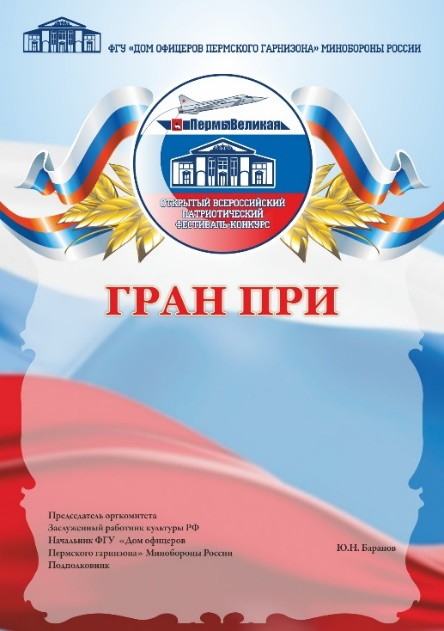 ФГУ «ДОМ ОФИЦЕРОВ ПЕРМСКОГО ГАРНИЗОНА» МИНОБОРОНЫ РОССИИ
ПермьВеликая
ОТКРЫТЫЙ ВСЕРОССИЙСКИЙ
ПАТРИОТИЧЕСКИЙ
ФЕСТИВАЛЬ-КОНКУРС
ГРАН ПРИ
Председатель оргкомитета
Заслуженный работник культуры РФ
Начальник ФГУ «Дом офицеров
Пермского гарнизона» Минобороны России
Подполковник
Ю.Н. Баранов